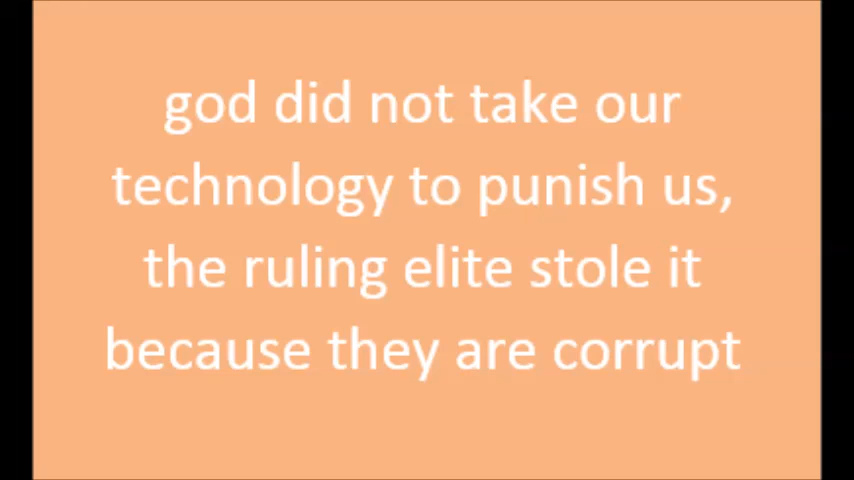 god did not take our
technology to punish us,
the ruling elite stole it
because they are corrupt